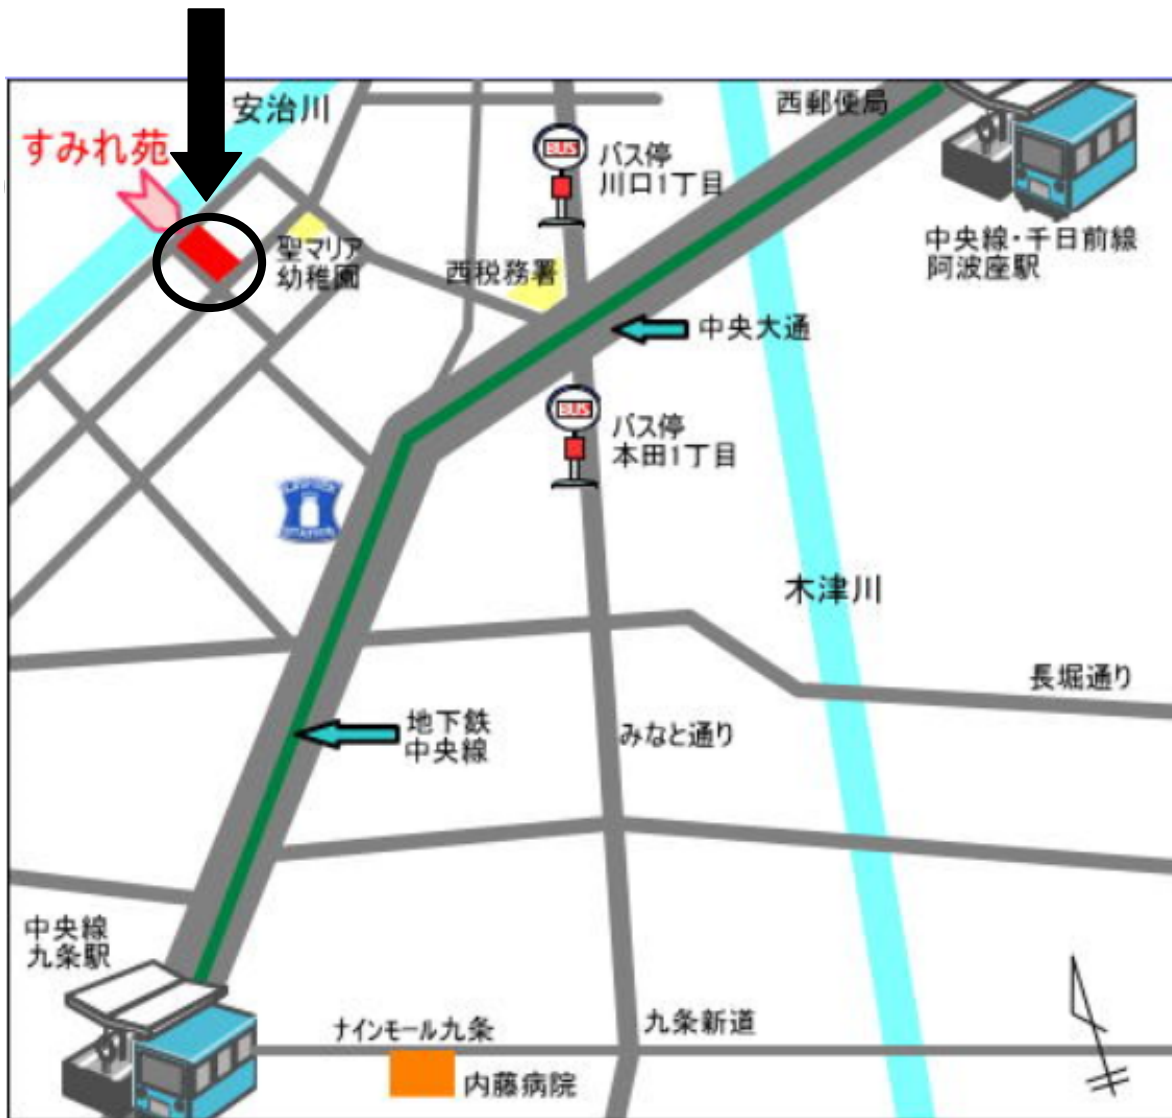 安治川
西郵便局
すみれ苑
BUS
バス停
川口1丁目
聖マリア
幼稚園
西税務署
中央線・千日前線
阿波座駅
中央大通
BUS
バス停
本田1丁目
LAWSON
STATION
木津川
長堀通り
地下鉄
中央線
みなと通り
中央線
九条駅
ナインモール九条
九条新道
内藤病院